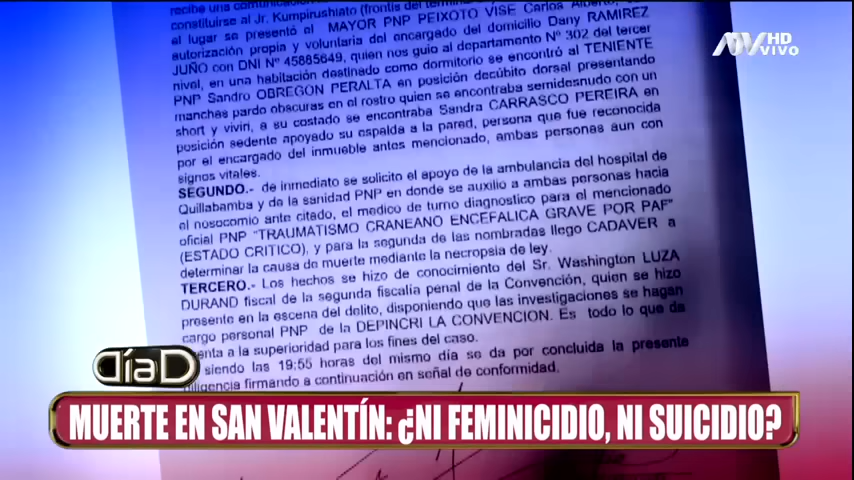 recibe una comunicación
constituirse al Jr. Kumpirushiato (frontis del terminal
el lugar se presentó el MAYOR PNP PEIXOTO VISE Carlos Alberto,
autorización propia y voluntaria del encargado del domicilio Dany RAMIREZ
JUÑO con DNI N° 45885649, quien nos guio al departamento N° 302 del tercer
nivel, en una habitación destinado como dormitorio se encontró al TENIENTE
PNP Sandro OBREGON PERALTA en posición decúbito dorsal presentando
manchas pardo obscuras en el rostro quien se encontraba semidesnudo con un
short y viviri, a su costado se encontraba Sandra CARRASCO PEREIRA en
posición sedente apoyado su espalda a la pared, persona que fue reconocida
por el encargado del inmueble antes mencionado, ambas personas aun con
signos vitales.
SEGUNDO.- de inmediato se solicito el apoyo de la ambulancia del hospital de
Quillabamba y de la sanidad PNP en donde se auxilio a ambas personas hacia
el nosocomio ante citado, el medico de turno diagnostico para el mencionado
oficial PNP "TRAUMATISMO CRANEANO ENCEFALICA GRAVE POR PAF"
(ESTADO CRITICO), y para la segunda de las nombradas llego CADAVER a
determinar la causa de muerte mediante la necropsia de ley.
TERCERO.- Los hechos se hizo de conocimiento del Sr. Washington LUZA
DURAND fiscal de la segunda fiscalia penal de la Convención, quien se hizo
presente en la escena del delito, disponiendo que las investigaciones se hagan
cargo personal PNP de la DEPINCRI LA CONVENCION. Es todo lo que da
enta a la superioridad para los fines del caso.
siendo las 19:55 horas del mismo día se da por concluida la presente
iligencia firmando a continuación en señal de conformidad.
ATV HD
VIVO
Día D
MUERTE EN SAN VALENTÍN: ¿NI FEMINICIDIO, NI SUICIDIO?